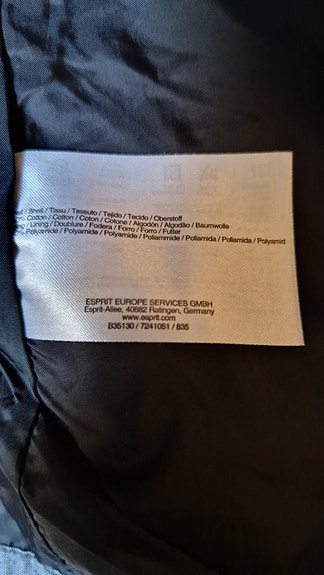 / Shell / Tissu / Tessuto / Tejido / Tecido / Oberstoff
Cotton / Cotton / Coton / Cotone / Algodón / Algodão / Baumwolle
/ Lining / Doublure / Fodera / Forro / Forro / Futter
Polyamide / Polyamide / Polyamide / Poliammide / Poliamida / Poliamida / Polyamid
ESPRIT EUROPE SERVICES GMBH
Esprit-Allee, 40882 Ratingen, Germany
www.esprit.com
B35130 / 7241051 / 835